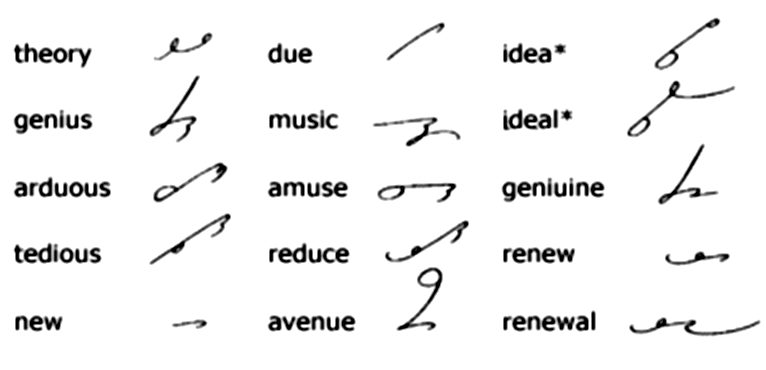 theory due idea*
genius music ideal*
arduous amuse geniuine
tedious reduce renew
new avenue renewal